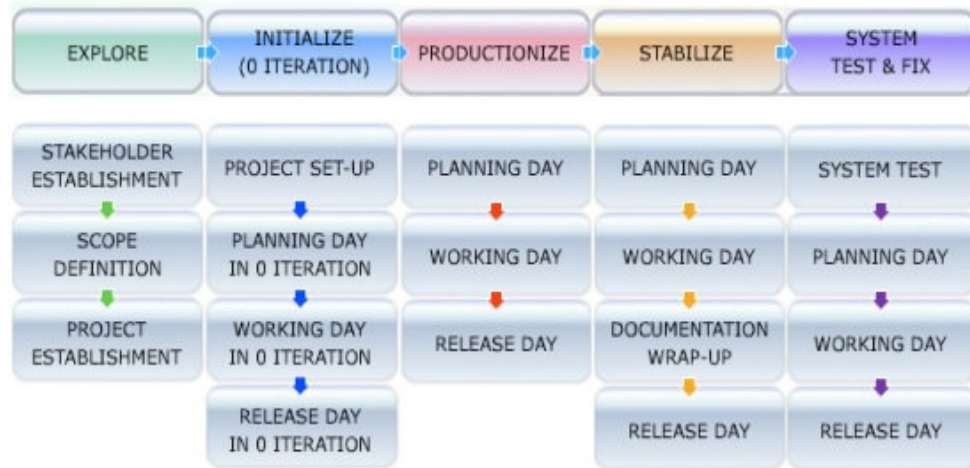 EXPLORE
INITIALIZE
(0 ITERATION)
PRODUCTIONIZE
STABILIZE
SYSTEM
TEST & FIX
STAKEHOLDER
ESTABLISHMENT
SCOPE
DEFINITION
PROJECT
ESTABLISHMENT
PROJECT SET-UP
PLANNING DAY
IN 0 ITERATION
WORKING DAY
IN 0 ITERATION
RELEASE DAY
IN 0 ITERATION
PLANNING DAY
WORKING DAY
RELEASE DAY
PLANNING DAY
WORKING DAY
DOCUMENTATION
WRAP-UP
RELEASE DAY
SYSTEM TEST
PLANNING DAY
WORKING DAY
RELEASE DAY